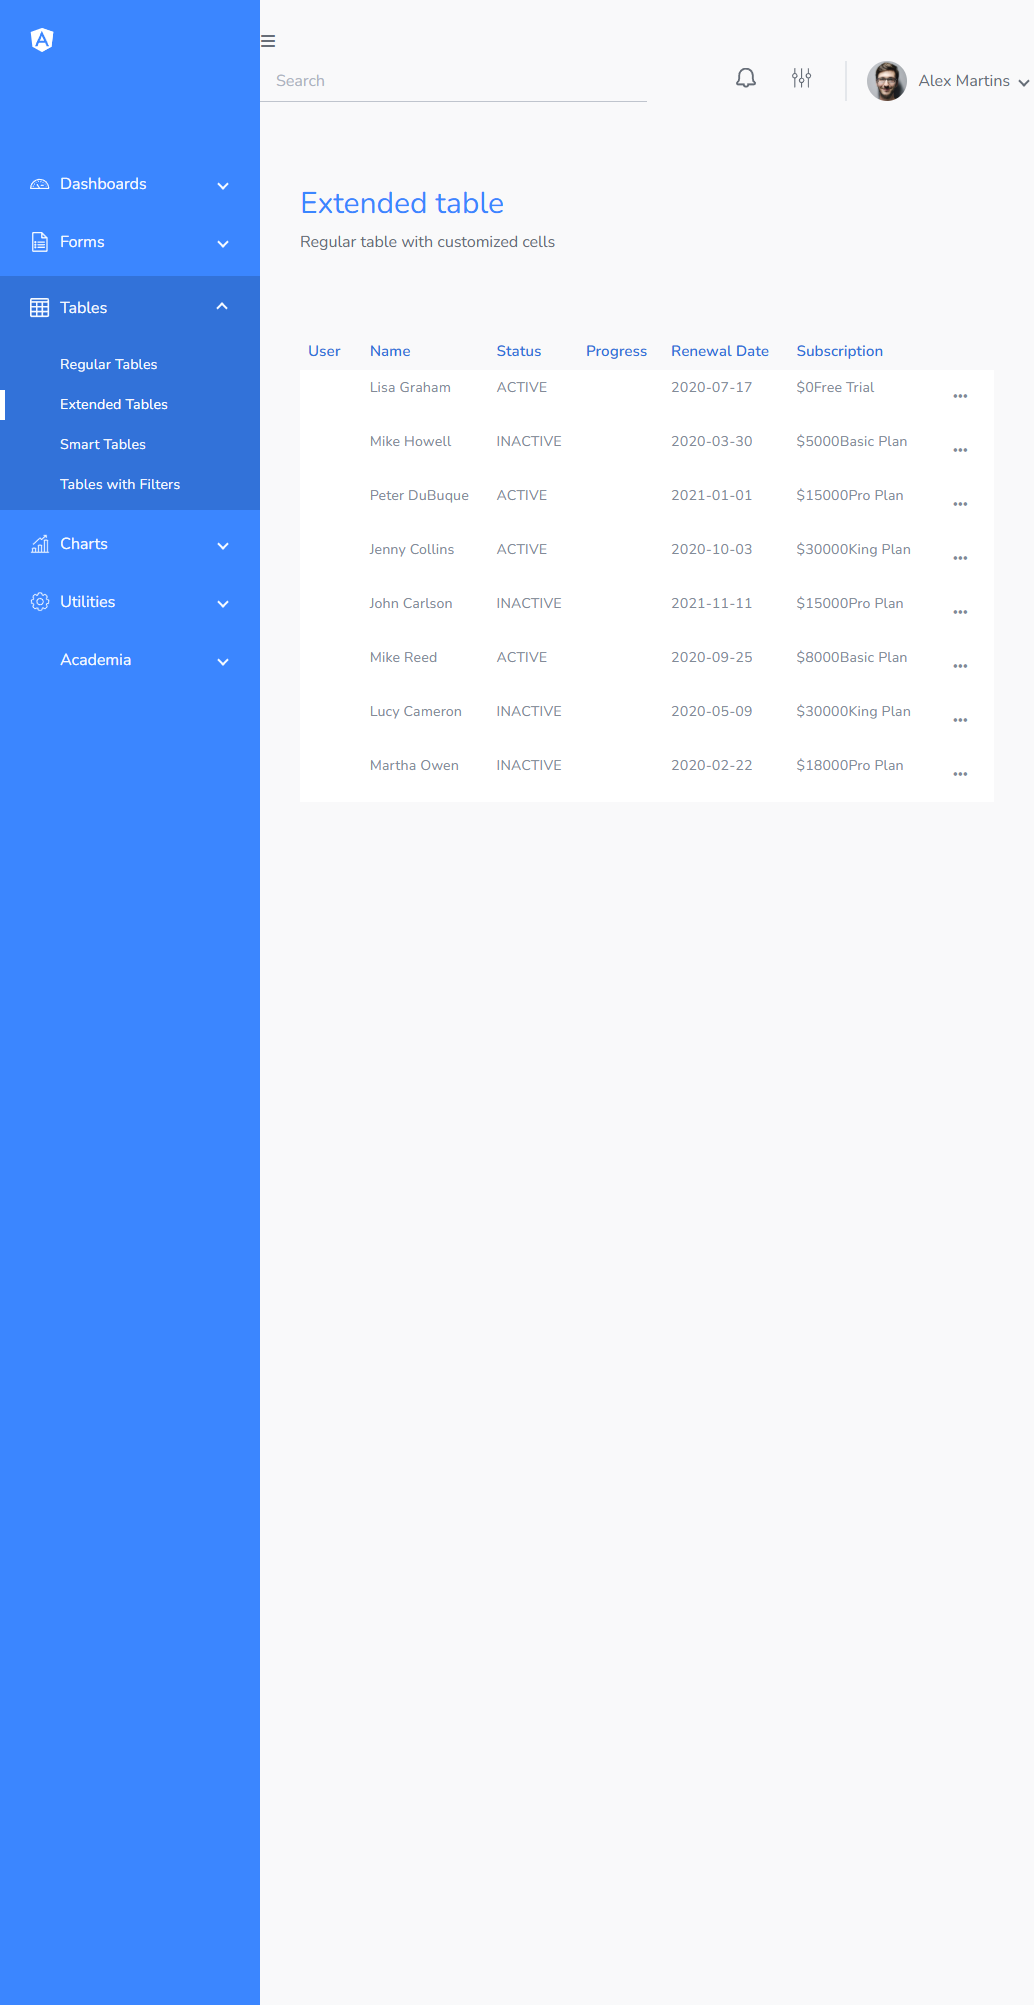 A
Search
Alex Martins
Dashboards
Forms
Tables
Regular Tables
Extended Tables
Smart Tables
Tables with Filters
Charts
Utilities
Academia
Extended table
Regular table with customized cells
User Name Status Progress Renewal Date Subscription
Lisa Graham ACTIVE 2020-07-17 $0Free Trial
Mike Howell INACTIVE 2020-03-30 $5000Basic Plan
Peter DuBuque ACTIVE 2021-01-01 $15000Pro Plan
Jenny Collins ACTIVE 2020-10-03 $30000King Plan
John Carlson INACTIVE 2021-11-11 $15000Pro Plan
Mike Reed ACTIVE 2020-09-25 $8000Basic Plan
Lucy Cameron INACTIVE 2020-05-09 $30000King Plan
Martha Owen INACTIVE 2020-02-22 $18000Pro Plan